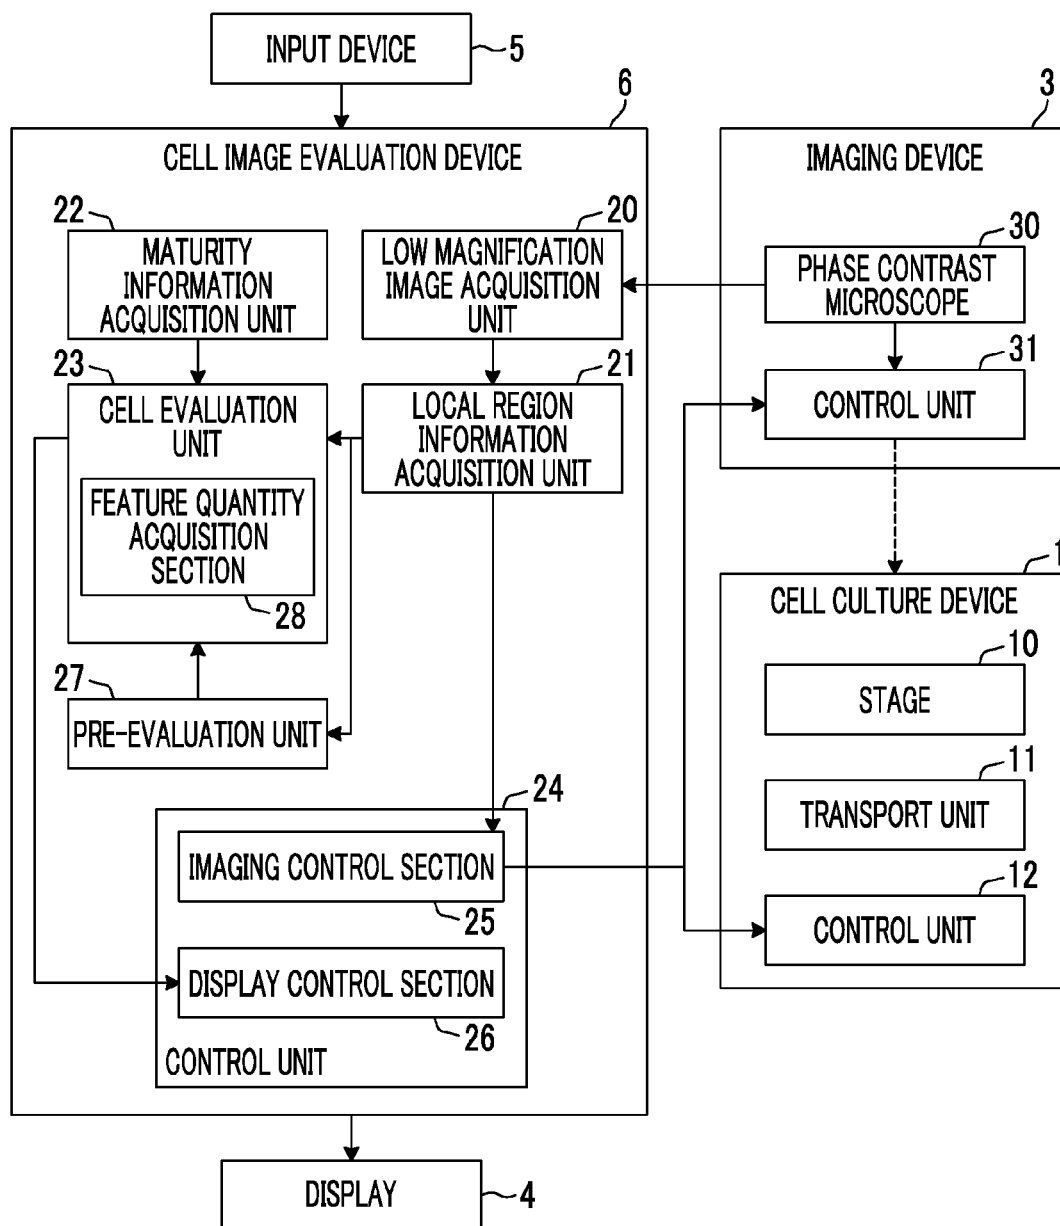 INPUT DEVICE
5
6
CELL IMAGE EVALUATION DEVICE
22
MATURITY
INFORMATION
ACQUISITION UNIT
20
LOW MAGNIFICATION
IMAGE ACQUISITION
UNIT
23
CELL EVALUATION
UNIT
FEATURE QUANTITY
ACQUISITION
SECTION
28
21
LOCAL REGION
INFORMATION
ACQUISITION UNIT
27
PRE-EVALUATION UNIT
24
IMAGING CONTROL SECTION
25
DISPLAY CONTROL SECTION
26
CONTROL UNIT
DISPLAY
4
3
IMAGING DEVICE
30
PHASE CONTRAST
MICROSCOPE
31
CONTROL UNIT
1
CELL CULTURE DEVICE
10
STAGE
11
TRANSPORT UNIT
12
CONTROL UNIT